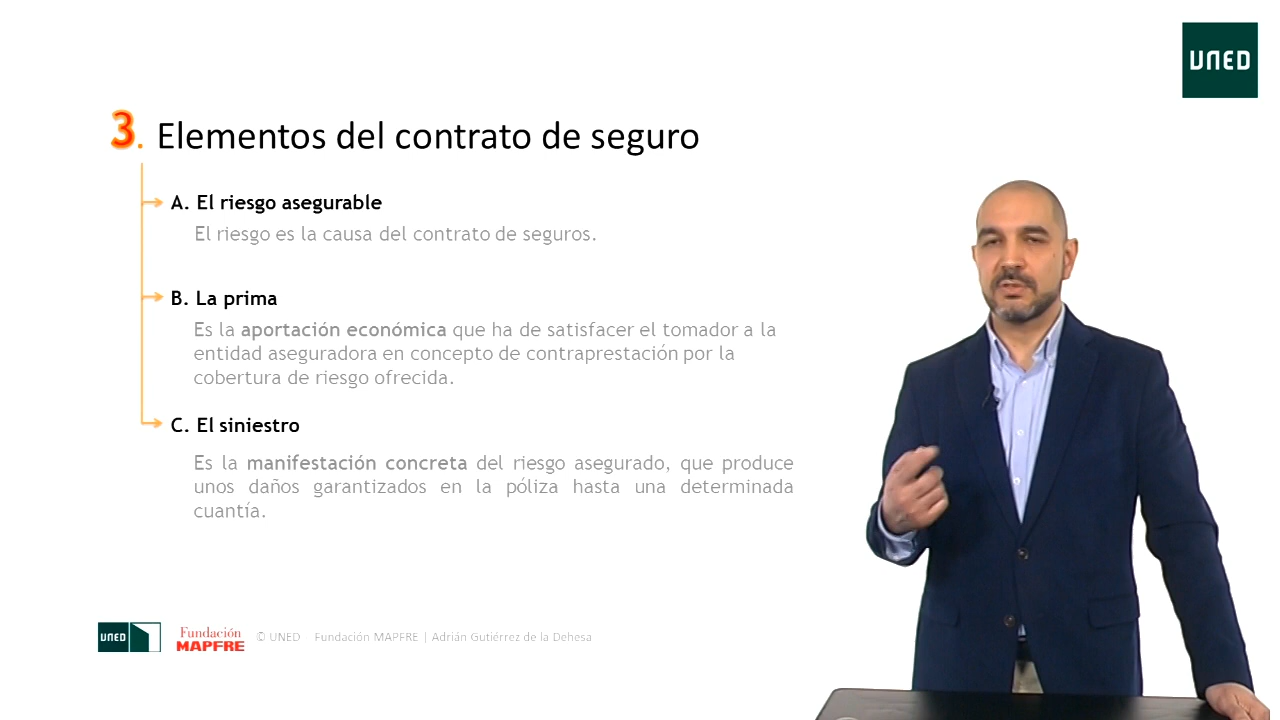 UNED
3. Elementos del contrato de seguro
A. El riesgo asegurable
El riesgo es la causa del contrato de seguros.
B. La prima
Es la aportación económica que ha de satisfacer el tomador a la
entidad aseguradora en concepto de contraprestación por la
cobertura de riesgo ofrecida.
C. El siniestro
Es la manifestación concreta del riesgo asegurado, que produce
unos daños garantizados en la póliza hasta una determinada
cuantía.
UNED
Fundación
MAPFRE
© UNED Fundación MAPFRE | Adrián Gutiérrez de la Dehesa